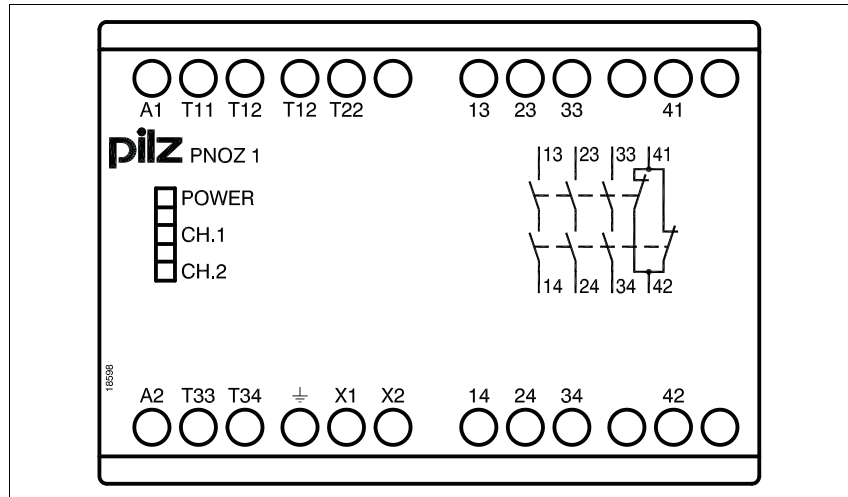 A1 T11 T12 T12 T22 13 23 33 41
pilz PNOZ 1
13 23 33 41
POWER
CH.1
CH.2
14 24 34 42
18598
A2 T33 T34 ⏚ X1 X2 14 24 34 42